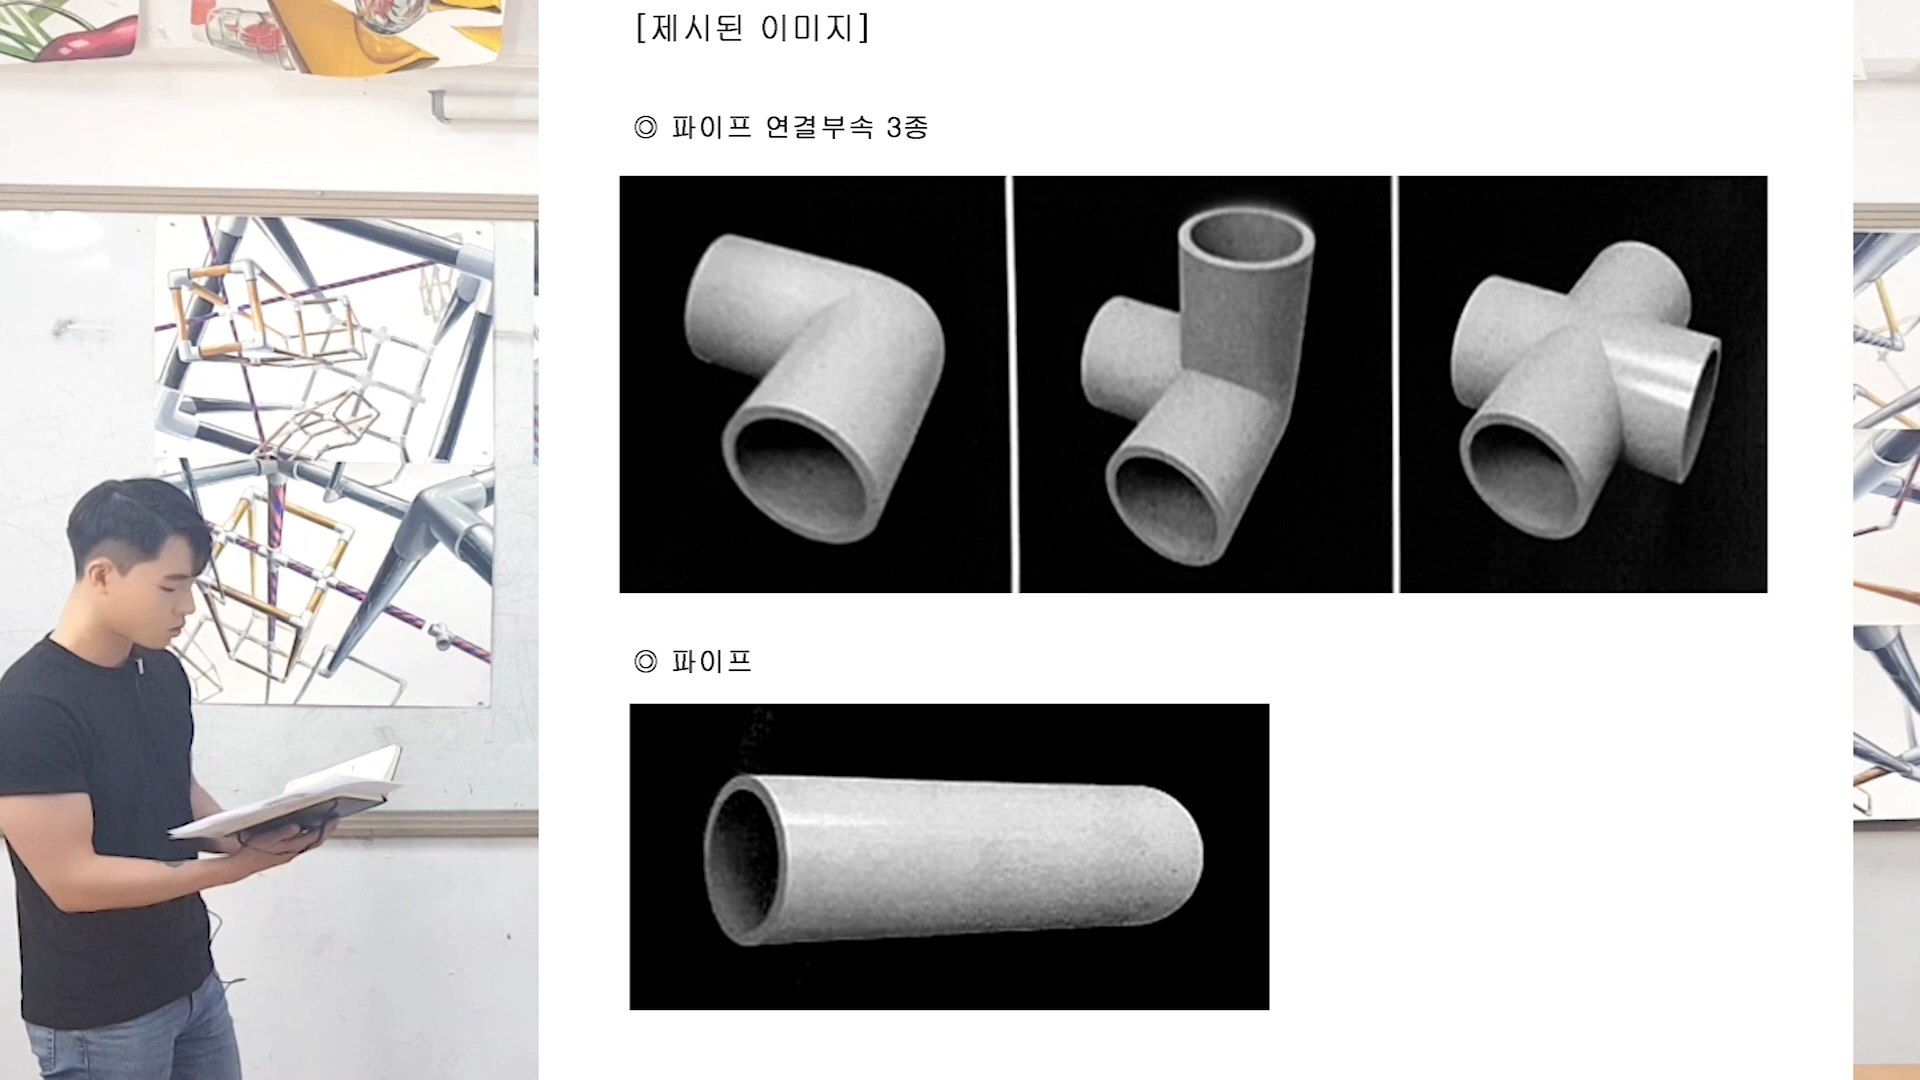 [제시된 이미지]
◎ 파이프 연결부속 3종
◎ 파이프